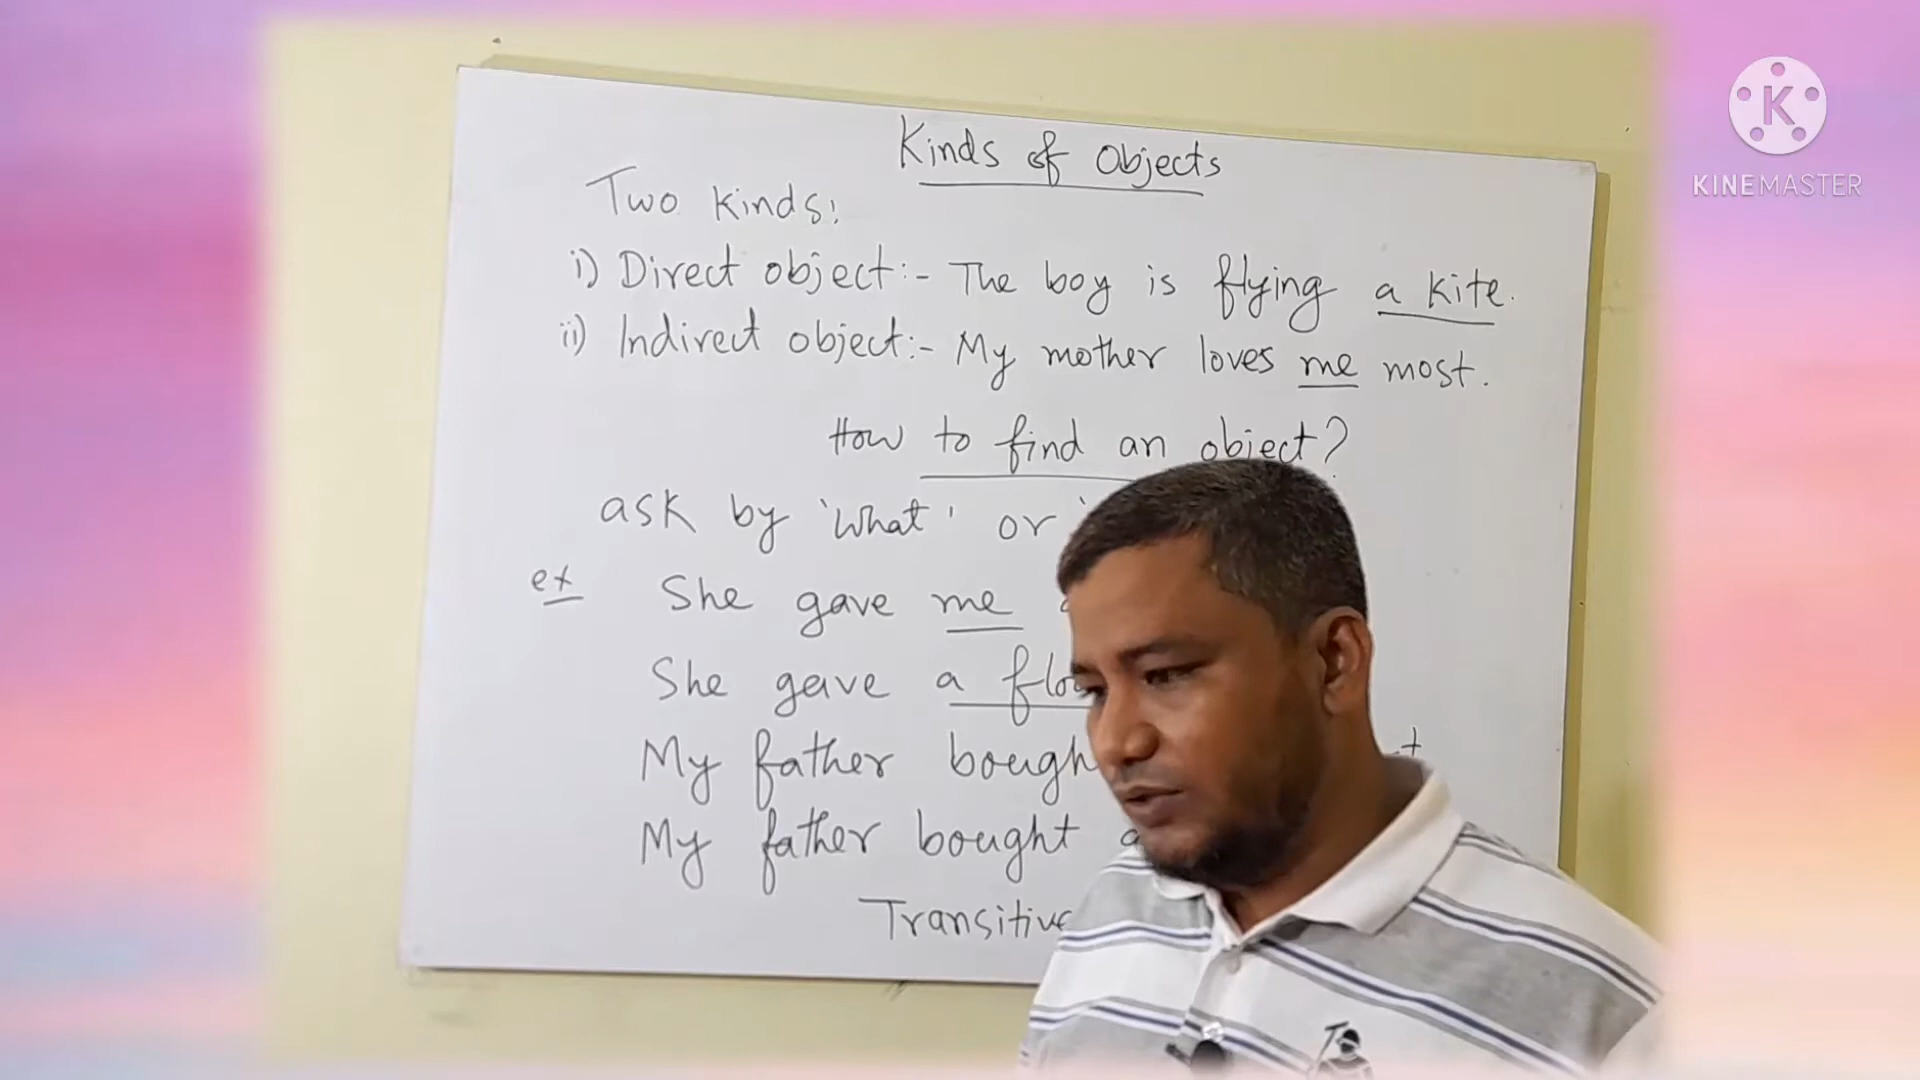 Kinds of Objects
Two Kinds:
i) Direct object:- The boy is flying a kite.
ii) Indirect object:- My mother loves me most.
How to find an object?
ask by 'what' or
ex She gave me
She gave a
My father
My father bought
KINEMASTER